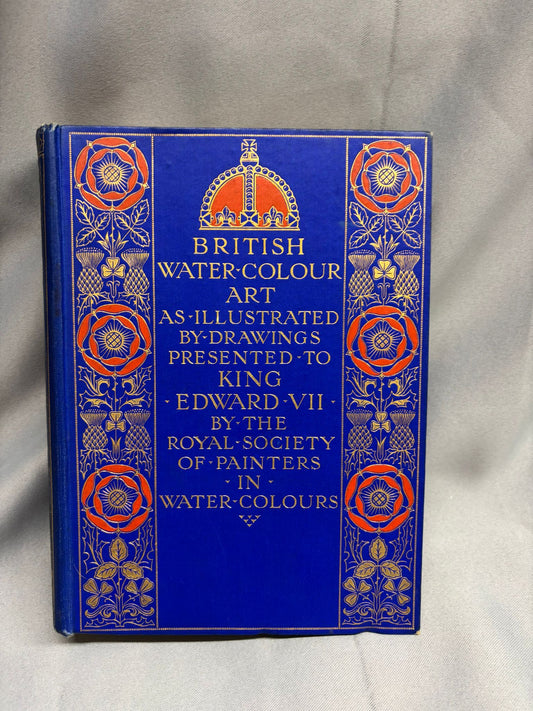 BRITISH
WATER·COLOUR
ART
AS·ILLUSTRATED
BY·DRAWINGS
PRESENTED·TO
KING
·EDWARD·VII·
BY·THE
ROYAL·SOCIETY
OF·PAINTERS
·IN·
WATER·COLOURS